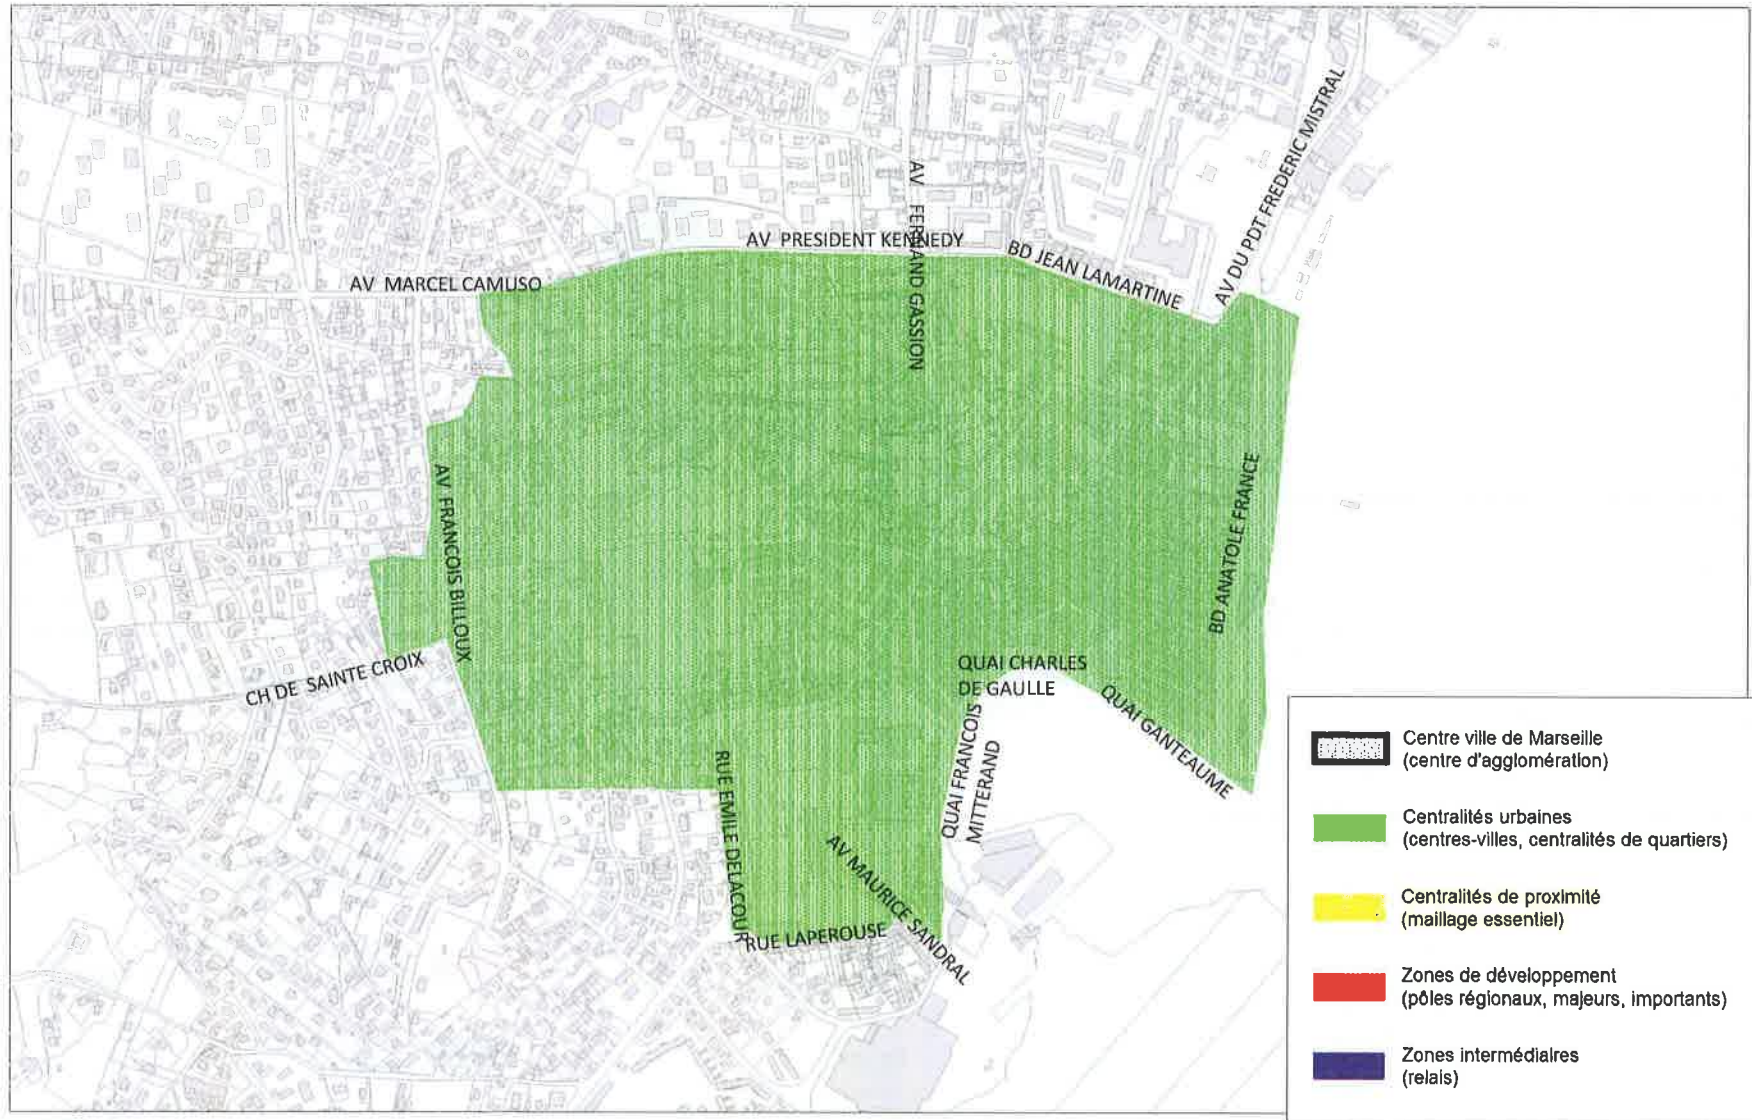 AV DU PDT FREDERIC MISTRAL
AV FERNAND GASSION
AV PRESIDENT KENNEDY
BD JEAN LAMARTINE
AV MARCEL CAMUSO
AV FRANCOIS BILLOUX
BD ANATOLE FRANCE
CH DE SAINTE CROIX
QUAI CHARLES
DE GAULLE
QUAI GANTEAUME
QUAI FRANCOIS
MITTERAND
RUE EMILE DELACOUR
AV MAURICE SANDRAL
RUE LAPEROUSE
Centre ville de Marseille
(centre d'agglomération)
Centralités urbaines
(centres-villes, centralités de quartiers)
Centralités de proximité
(maillage essentiel)
Zones de développement
(pôles régionaux, majeurs, importants)
Zones intermédiaires
(relais)